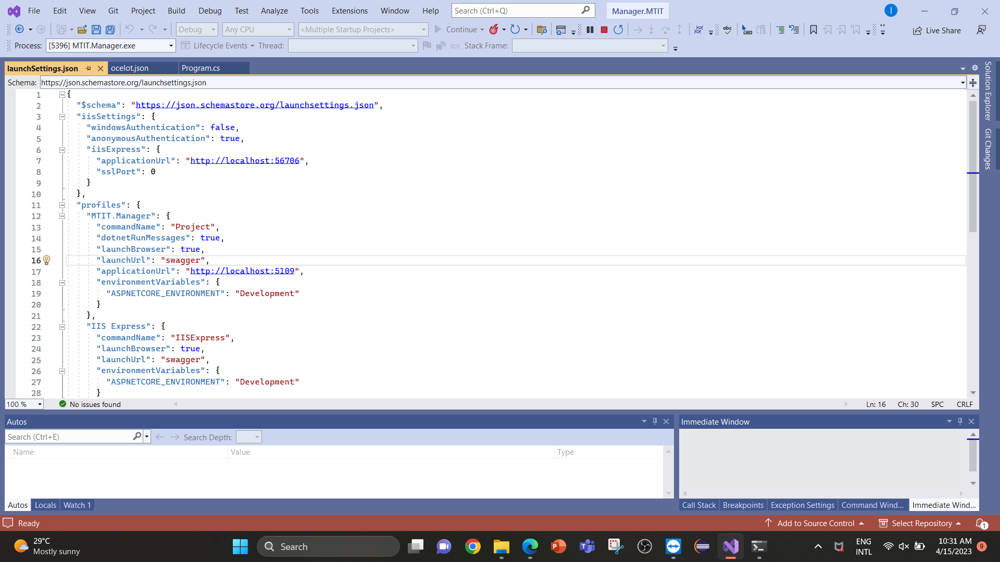 File Edit View Git Project Build Debug Test Analyze Tools Extensions Window Help Search (Ctrl+Q) Manager.MTIT I
Debug Any CPU <Multiple Startup Projects> Continue abc Live Share
Process: [5396] MTIT.Manager.exe Lifecycle Events Thread: Stack Frame:
launchSettings.json ocelot.json Program.cs
Schema: https://json.schemastore.org/launchsettings.json
1 {
2 "$schema": "https://json.schemastore.org/launchsettings.json",
3 "iisSettings": {
4 "windowsAuthentication": false,
5 "anonymousAuthentication": true,
6 "iisExpress": {
7 "applicationUrl": "http://localhost:56706",
8 "sslPort": 0
9 }
10 },
11 "profiles": {
12 "MTIT.Manager": {
13 "commandName": "Project",
14 "dotnetRunMessages": true,
15 "launchBrowser": true,
16 "launchUrl": "swagger",
17 "applicationUrl": "http://localhost:5109",
18 "environmentVariables": {
19 "ASPNETCORE_ENVIRONMENT": "Development"
20 }
21 },
22 "IIS Express": {
23 "commandName": "IISExpress",
24 "launchBrowser": true,
25 "launchUrl": "swagger",
26 "environmentVariables": {
27 "ASPNETCORE_ENVIRONMENT": "Development"
28 }
Solution Explorer
Git Changes
100 % No issues found Ln: 16 Ch: 30 SPC CRLF
Autos
Search (Ctrl+E) Search Depth:
Name Value Type
Autos Locals Watch 1
Immediate Window
Call Stack Breakpoints Exception Settings Command Wind... Immediate Wind...
Ready Add to Source Control Select Repository 1
29°C
Mostly sunny
Search
ENG
INTL
10:31 AM
4/15/2023
9